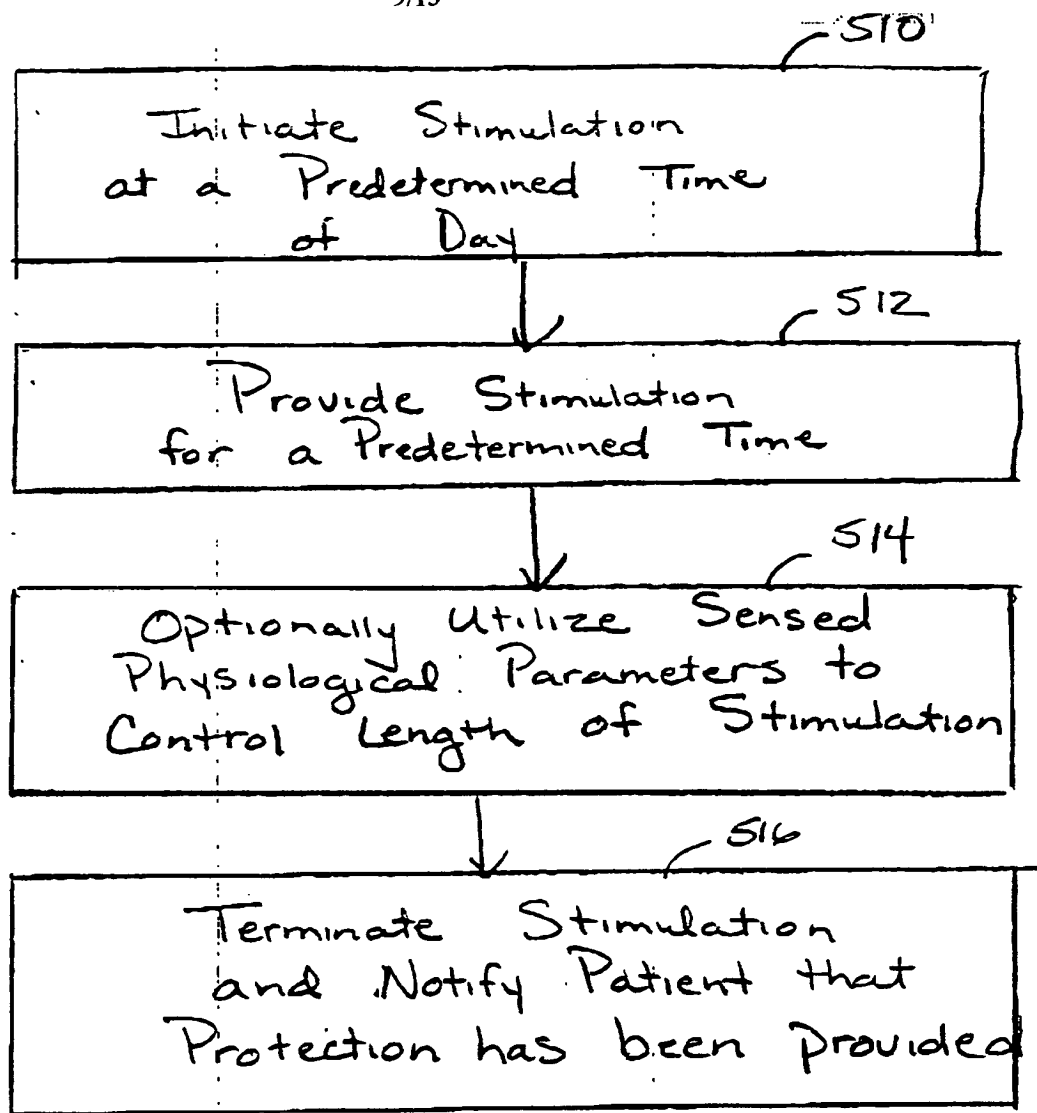 510
Initiate Stimulation
at a Predetermined Time
of Day
512
Provide Stimulation
for a Predetermined Time
514
Optionally Utilize Sensed
Physiological Parameters to
Control Length of Stimulation
516
Terminate Stimulation
and Notify Patient that
Protection has been provided